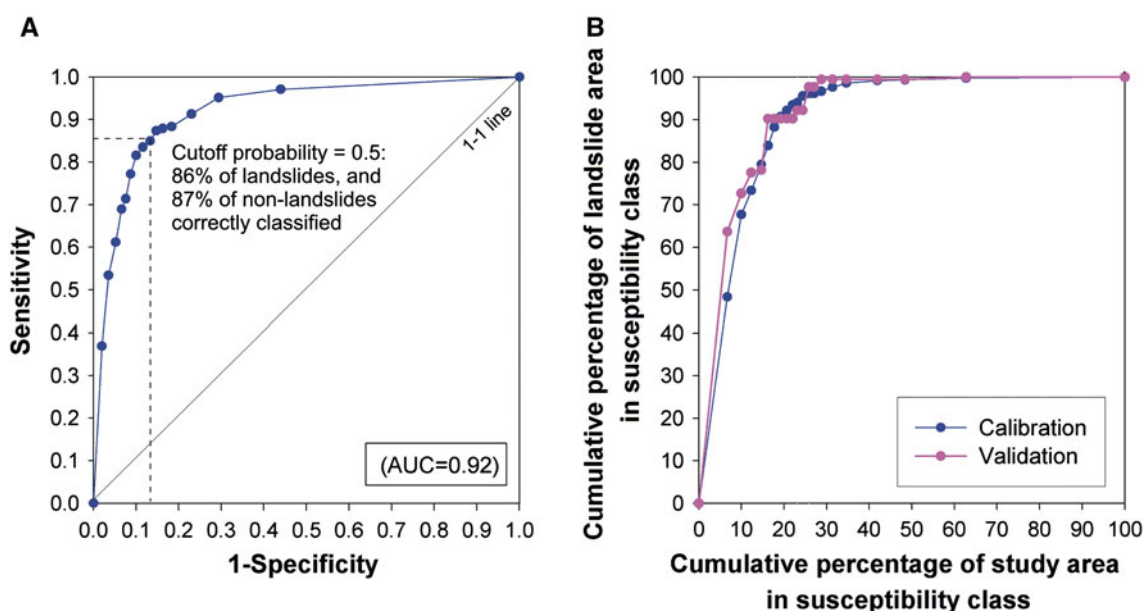 A
Sensitivity
1.0
0.9
0.8
0.7
0.6
0.5
0.4
0.3
0.2
0.1
0.0
1-1 line
Cutoff probability = 0.5:
86% of landslides, and
87% of non-landslides
correctly classified
(AUC=0.92)
0.0 0.1 0.2 0.3 0.4 0.5 0.6 0.7 0.8 0.9 1.0
1-Specificity
B
Cumulative percentage of landslide area
in susceptibility class
100
90
80
70
60
50
40
30
20
10
0
Calibration
Validation
0 10 20 30 40 50 60 70 80 90 100
Cumulative percentage of study area
in susceptibility class